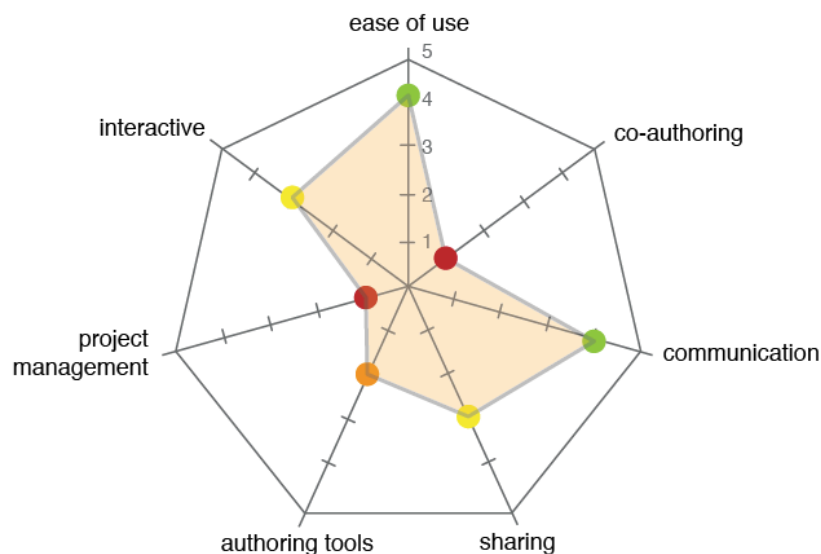 ease of use
5
4
3
2
1
interactive
co-authoring
project
management
communication
authoring tools
sharing